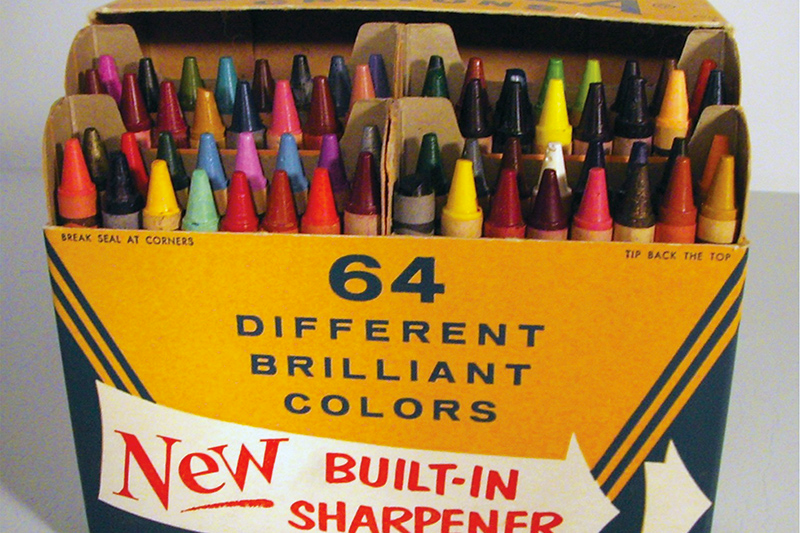 BREAK SEAL AT CORNERS
TIP BACK THE TOP
64
DIFFERENT
BRILLIANT
COLORS
New BUILT-IN
SHARPENER